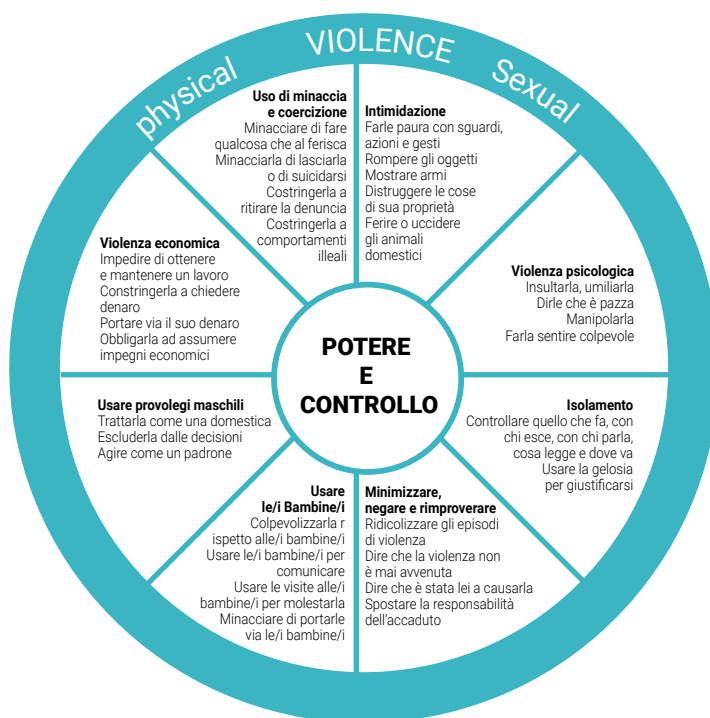 physical VIOLENCE Sexual
Uso di minaccia
e coercizione
Minacciare di fare
qualcosa che al ferisca
Minacciarla di lasciarla
o di suicidarsi
Costringerla a
ritirare la denuncia
Costringerla a
comportamenti
illeali
Intimidazione
Farle paura con sguardi,
azioni e gesti
Rompere gli oggetti
Mostrare armi
Distruggere le cose
di sua proprietà
Ferire o uccidere
gli animali
domestici
Violenza economica
Impedire di ottenere
e mantenere un lavoro
Constringerla a chiedere
denaro
Portare via il suo denaro
Obbligarla ad assumere
impegni economici
Violenza psicologica
Insultarla, umiliarla
Dirle che è pazza
Manipolarla
Farla sentire colpevole
POTERE
E
CONTROLLO
Usare provolegi maschili
Trattarla come una domestica
Escluderla dalle decisioni
Agire come un padrone
Isolamento
Controllare quello che fa, con
chi esce, con chi parla,
cosa legge e dove va
Usare la gelosia
per giustificarsi
Usare
le/i Bambine/i
Colpevolizzarla r
ispetto alle/i bambine/i
Usare le/i bambine/i per
comunicare
Usare le visite alle/i
bambine/i per molestarla
Minacciare di portarle
via le/i bambine/i
Minimizzare,
negare e rimproverare
Ridicolizzare gli episodi
di violenza
Dire che la violenza non
è mai avvenuta
Dire che è stata lei a causarla
Spostare la responsabilità
dell'accaduto